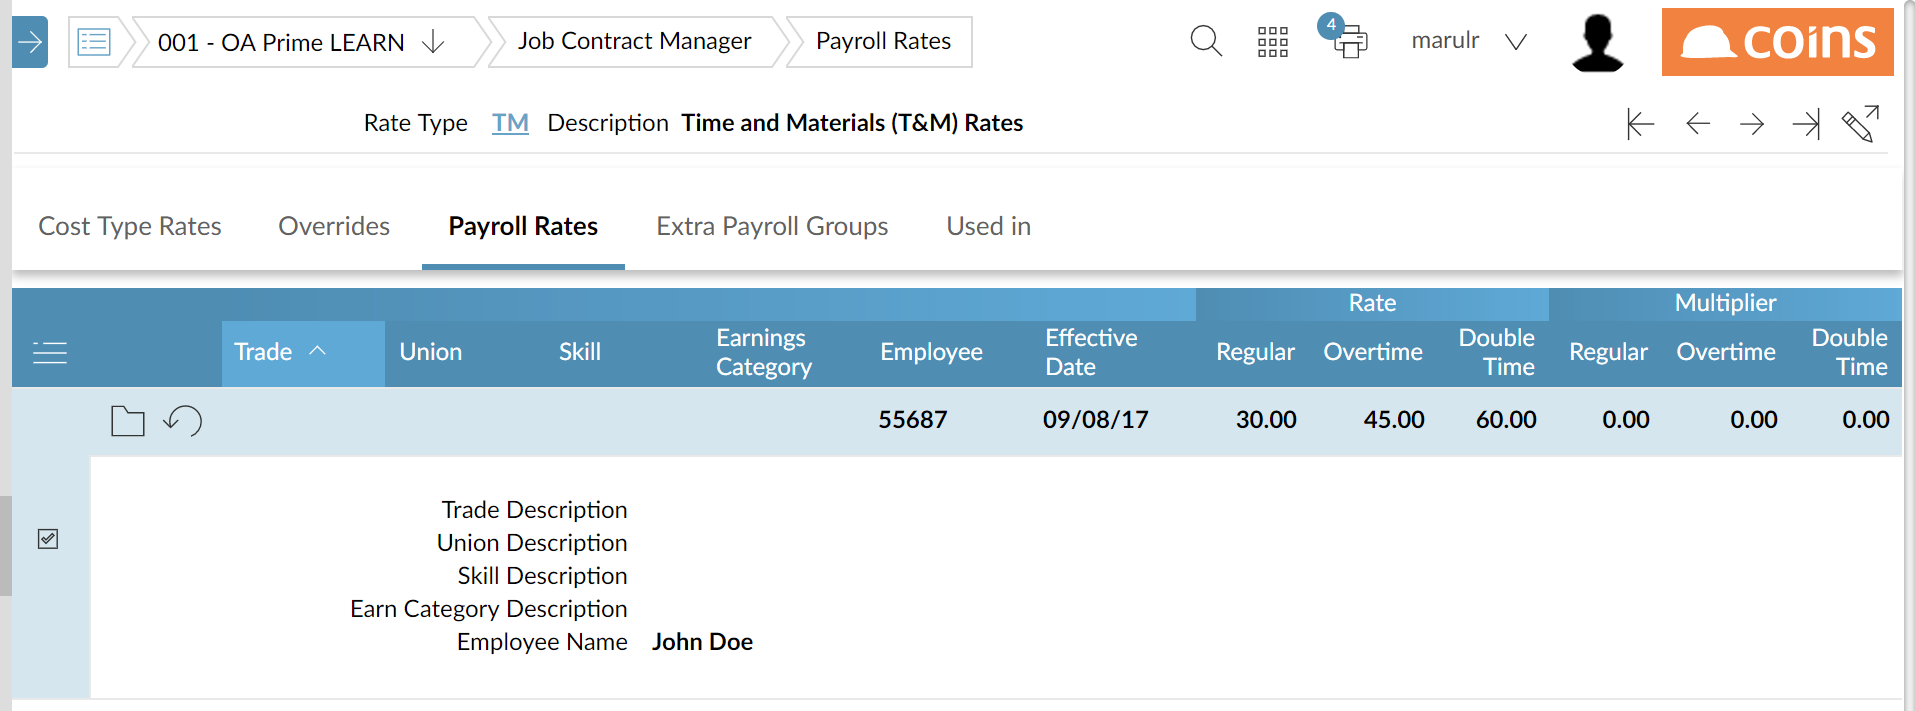 001 - OA Prime LEARN Job Contract Manager Payroll Rates 4 marulr coins
Rate Type TM Description Time and Materials (T&M) Rates
Cost Type Rates Overrides Payroll Rates Extra Payroll Groups Used in
Rate Multiplier
Trade Union Skill Earnings Category Employee Effective Date Regular Overtime Double Time Regular Overtime Double Time
55687 09/08/17 30.00 45.00 60.00 0.00 0.00 0.00
Trade Description
Union Description
Skill Description
Earn Category Description
Employee Name John Doe